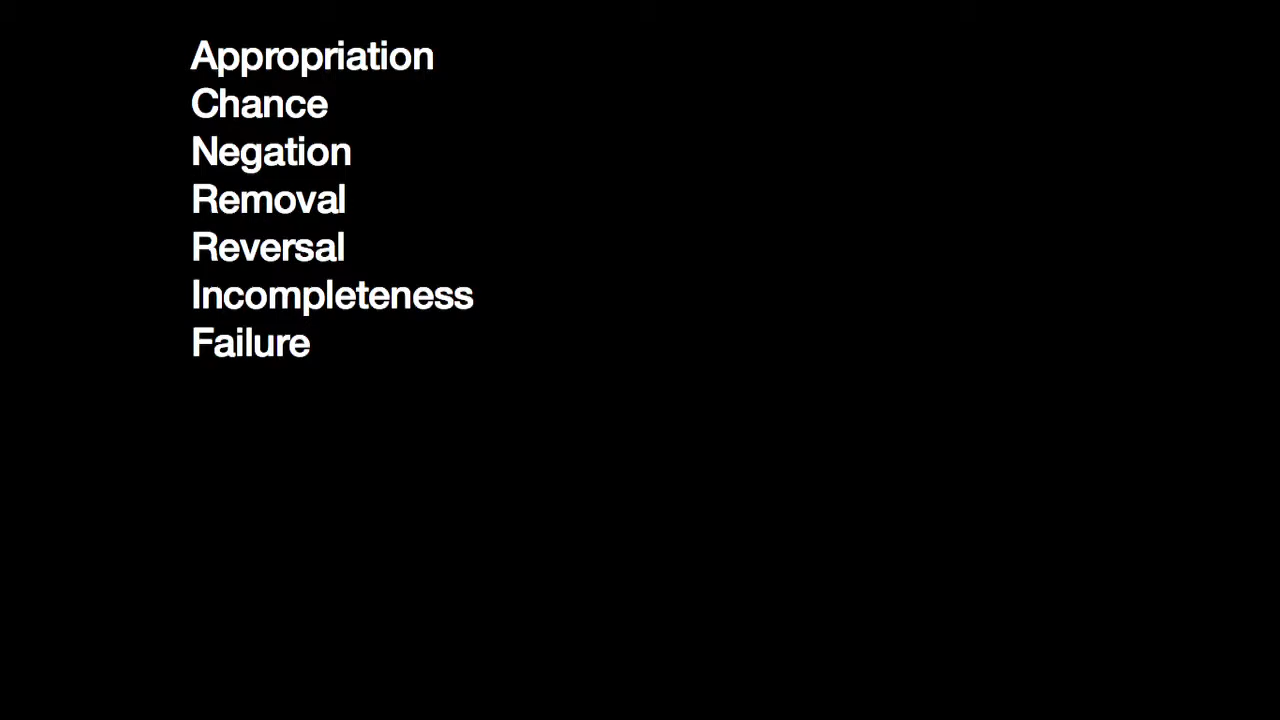 Appropriation
Chance
Negation
Removal
Reversal
Incompleteness
Failure